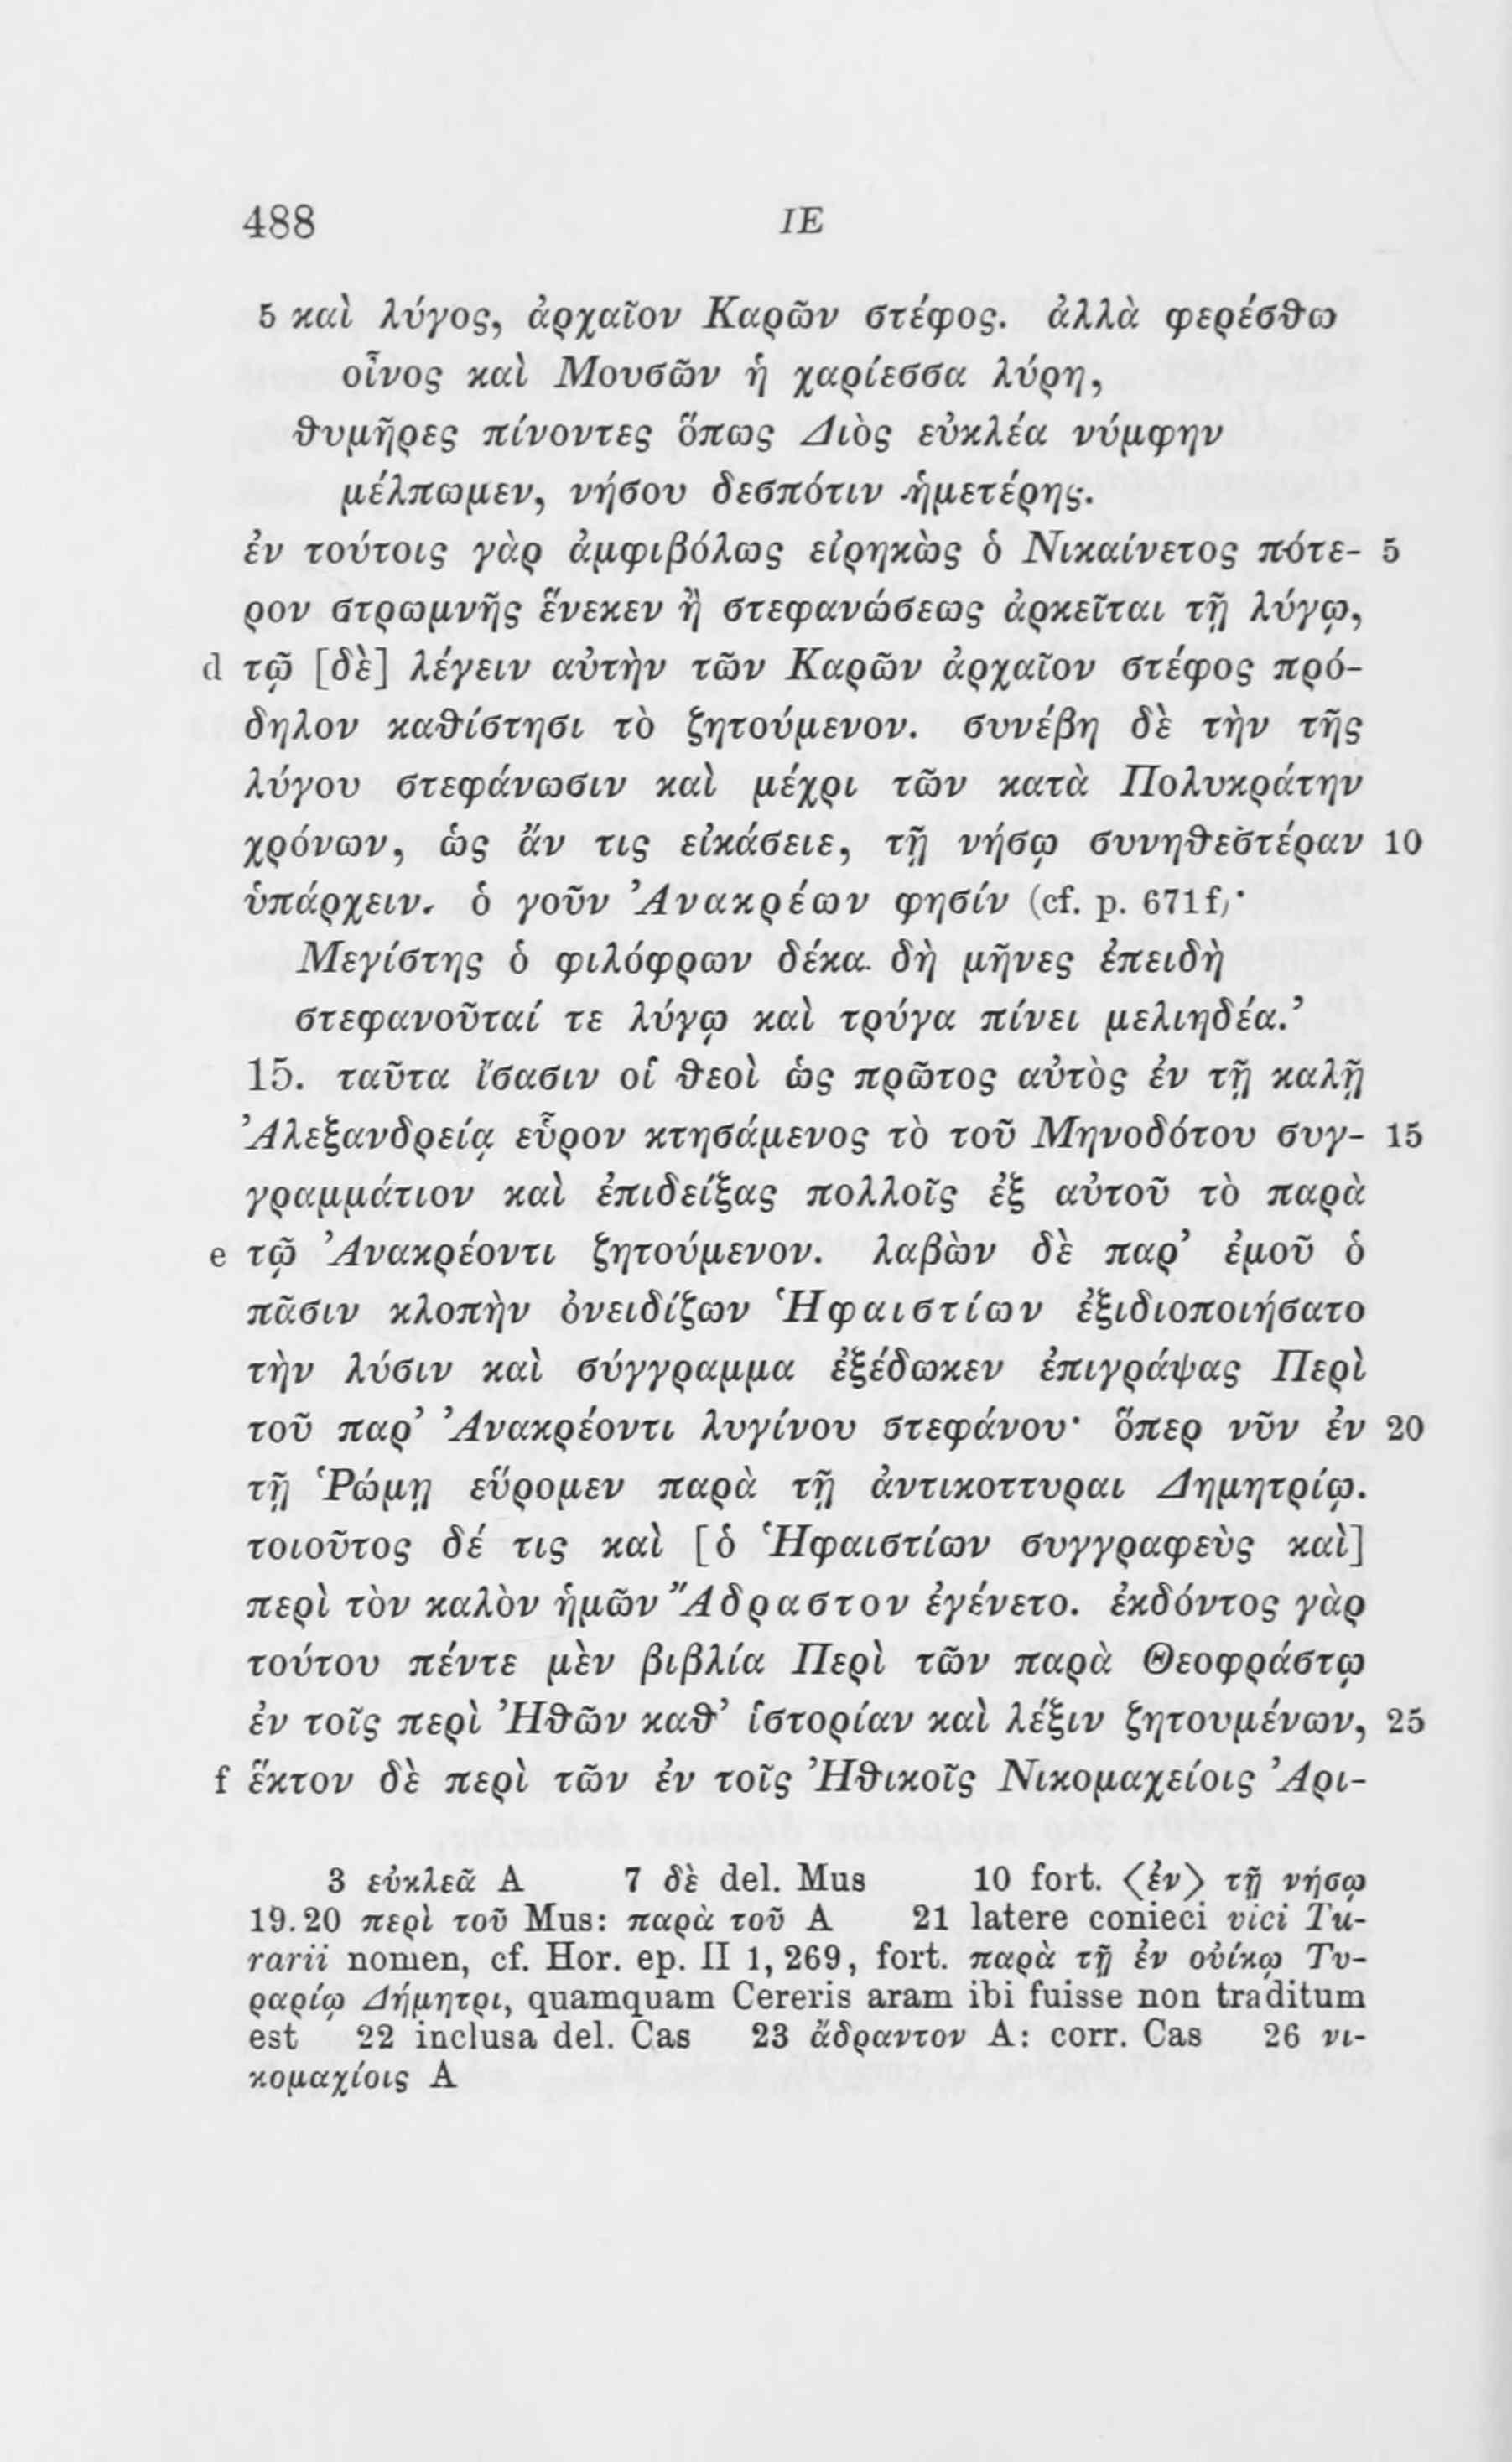 488 ΙΕ
5 καὶ λύγος, ἀρχαῖον Καρῶν στέφος. ἀλλὰ φερέσθω
οἶνος καὶ Μουσῶν ἡ χαρίεσσα λύρη,
θυμῆρες πίνοντες ὅπως Διὸς εὐκλέα νύμφην
μέλπωμεν, νήσου δεσπότιν ἡμετέρης.
ἐν τούτοις γὰρ ἀμφιβόλως εἰρηκὼς ὁ Νικαίνετος πότε- 5
ρον στρωμνῆς ἕνεκεν ἢ στεφανώσεως ἀρκεῖται τῇ λύγῳ,
d τῷ [δὲ] λέγειν αὐτὴν τῶν Καρῶν ἀρχαῖον στέφος πρό-
δηλον καθίστησι τὸ ζητούμενον. συνέβη δὲ τὴν τῆς
λύγου στεφάνωσιν καὶ μέχρι τῶν κατὰ Πολυκράτην
χρόνων, ὡς ἄν τις εἰκάσειε, τῇ νήσῳ συνηθεστέραν 10
ὑπάρχειν. ὁ γοῦν Ἀνακρέων φησίν (cf. p. 671f)·
Μεγίστης ὁ φιλόφρων δέκα δὴ μῆνες ἐπειδὴ
στεφανοῦταί τε λύγῳ καὶ τρύγα πίνει μελιηδέα.’
15. ταῦτα ἴσασιν οἱ θεοὶ ὡς πρῶτος αὐτὸς ἐν τῇ καλῇ
Ἀλεξανδρείᾳ εὗρον κτησάμενος τὸ τοῦ Μηνοδότου συγ- 15
γραμμάτιον καὶ ἐπιδείξας πολλοῖς ἐξ αὐτοῦ τὸ παρὰ
e τῷ Ἀνακρέοντι ζητούμενον. λαβὼν δὲ παρ’ ἐμοῦ ὁ
πᾶσιν κλοπὴν ὀνειδίζων Ἡφαιστίων ἐξιδιοποιήσατο
τὴν λύσιν καὶ σύγγραμμα ἐξέδωκεν ἐπιγράψας Περὶ
τοῦ παρ’ Ἀνακρέοντι λυγίνου στεφάνου· ὅπερ νῦν ἐν 20
τῇ Ῥώμῃ εὕρομεν παρὰ τῇ ἀντικοττυραι Δημητρίῳ.
τοιοῦτος δέ τις καὶ [ὁ Ἡφαιστίων συγγραφεὺς καὶ]
περὶ τὸν καλὸν ἡμῶν Ἄδραστον ἐγένετο. ἐκδόντος γὰρ
τούτου πέντε μὲν βιβλία Περὶ τῶν παρὰ Θεοφράστῳ
ἐν τοῖς περὶ Ἠθῶν καθ’ ἱστορίαν καὶ λέξιν ζητουμένων, 25
f ἕκτον δὲ περὶ τῶν ἐν τοῖς Ἠθικοῖς Νικομαχείοις Ἀρι-
3 εὐκλεᾶ A 7 δὲ del. Mus 10 fort. ⟨ἐν⟩ τῇ νήσῳ
19.20 περὶ τοῦ Mus: παρὰ τοῦ A 21 latere conieci vici Tu-
rarii nomen, cf. Hor. ep. II 1, 269, fort. παρὰ τῇ ἐν οὐίκῳ Τυ-
ραρίῳ Δήμητρι, quamquam Cereris aram ibi fuisse non traditum
est 22 inclusa del. Cas 23 ἄδραντον A: corr. Cas 26 νι-
κομαχίοις A